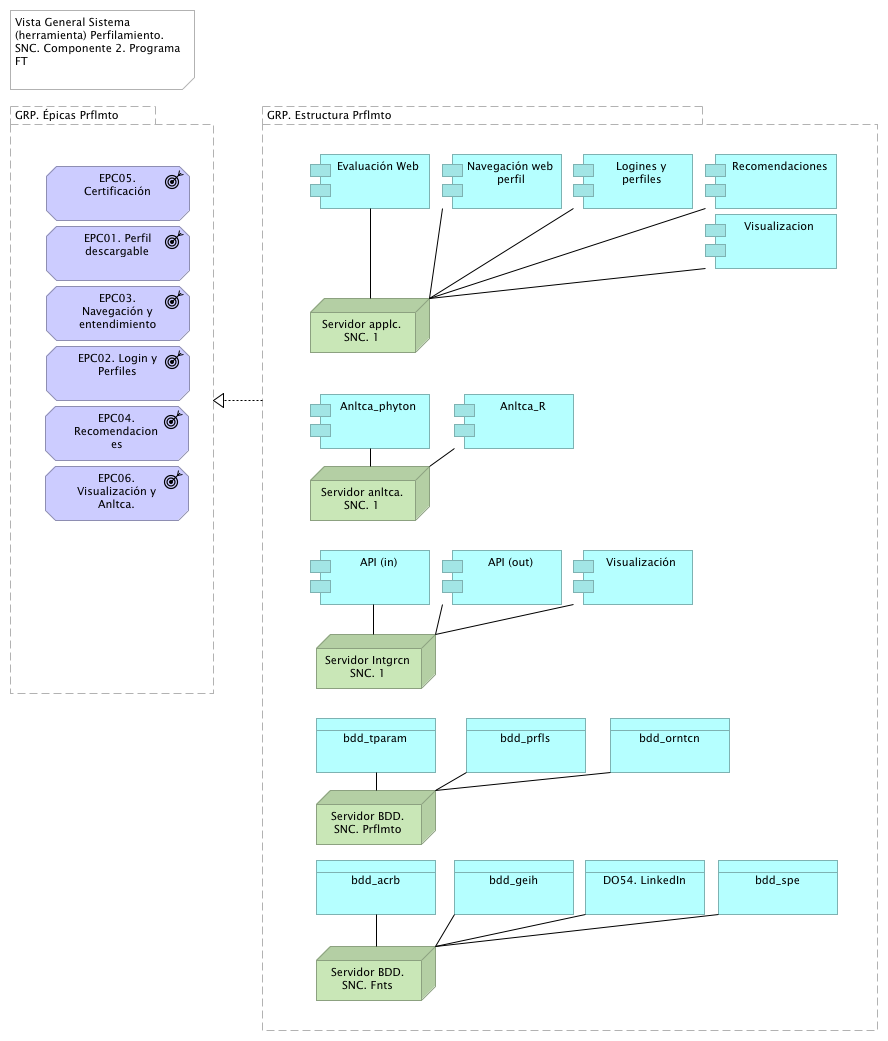 Vista General Sistema
(herramienta) Perfilamiento.
SNC. Componente 2. Programa
FT
GRP. Épicas Prflmto
EPC05.
Certificación
EPC01. Perfil
descargable
EPC03.
Navegación y
entendimiento
EPC02. Login y
Perfiles
EPC04.
Recomendacion
es
EPC06.
Visualización y
Anltca.
GRP. Estructura Prflmto
Evaluación Web
Navegación web
perfil
Logines y
perfiles
Recomendaciones
Visualizacion
Servidor applc.
SNC. 1
Anltca_phyton
Anltca_R
Servidor anltca.
SNC. 1
API (in)
API (out)
Visualización
Servidor Intgrcn
SNC. 1
bdd_tparam
bdd_prfls
bdd_orntcn
Servidor BDD.
SNC. Prflmto
bdd_acrb
bdd_geih
DO54. LinkedIn
bdd_spe
Servidor BDD.
SNC. Fnts